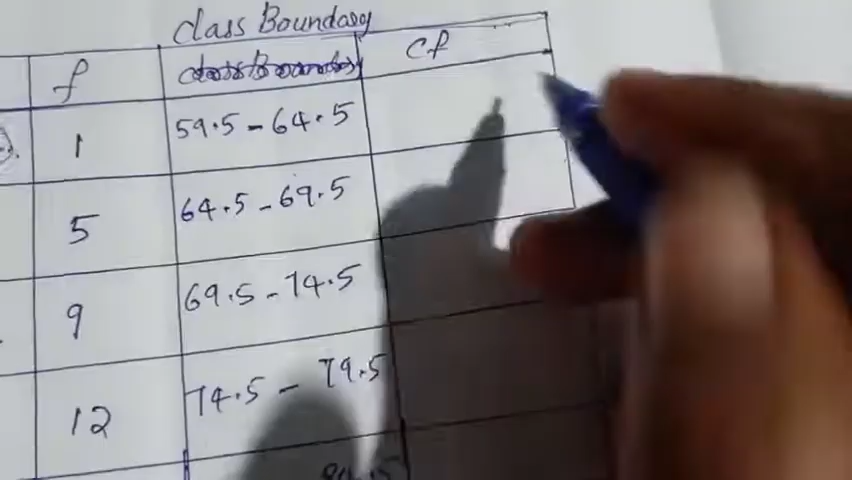 Class Boundary
f cf
1 59.5 - 64.5
5 64.5 - 69.5
9 69.5 - 74.5
12 74.5 - 79.5